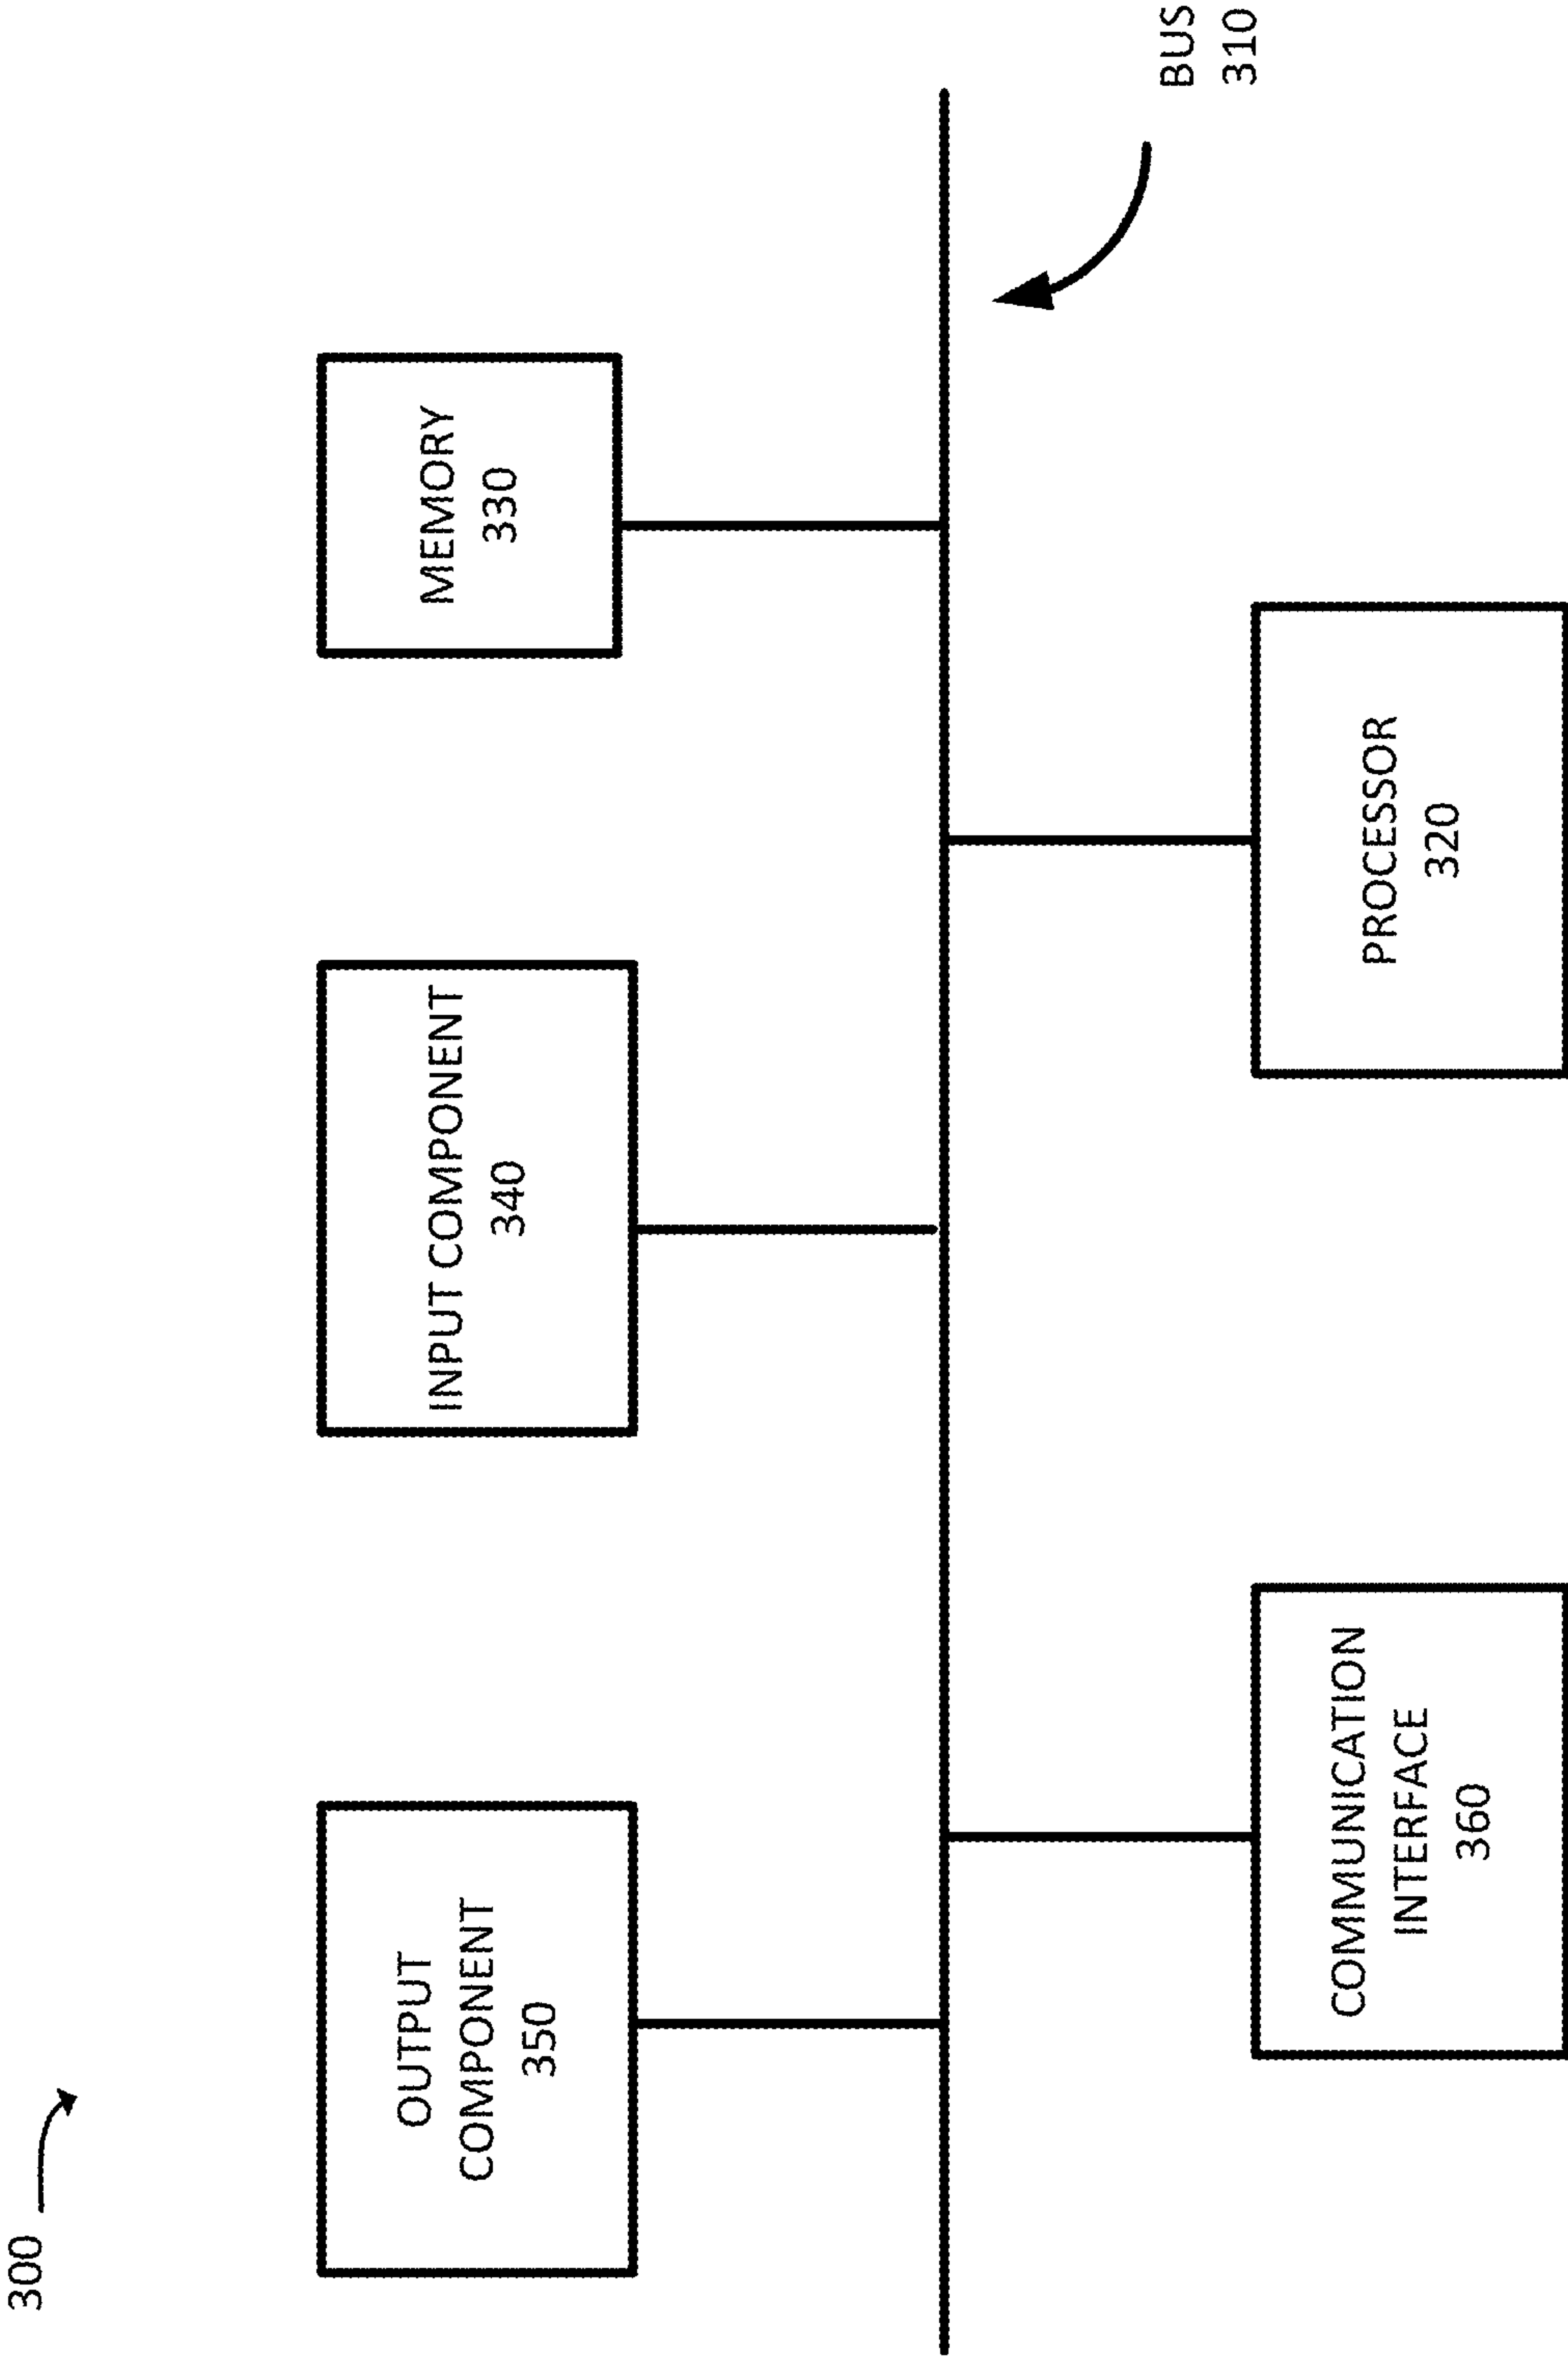 300
OUTPUT
COMPONENT
350
INPUT COMPONENT
340
MEMORY
330
BUS
310
COMMUNICATION
INTERFACE
360
PROCESSOR
320